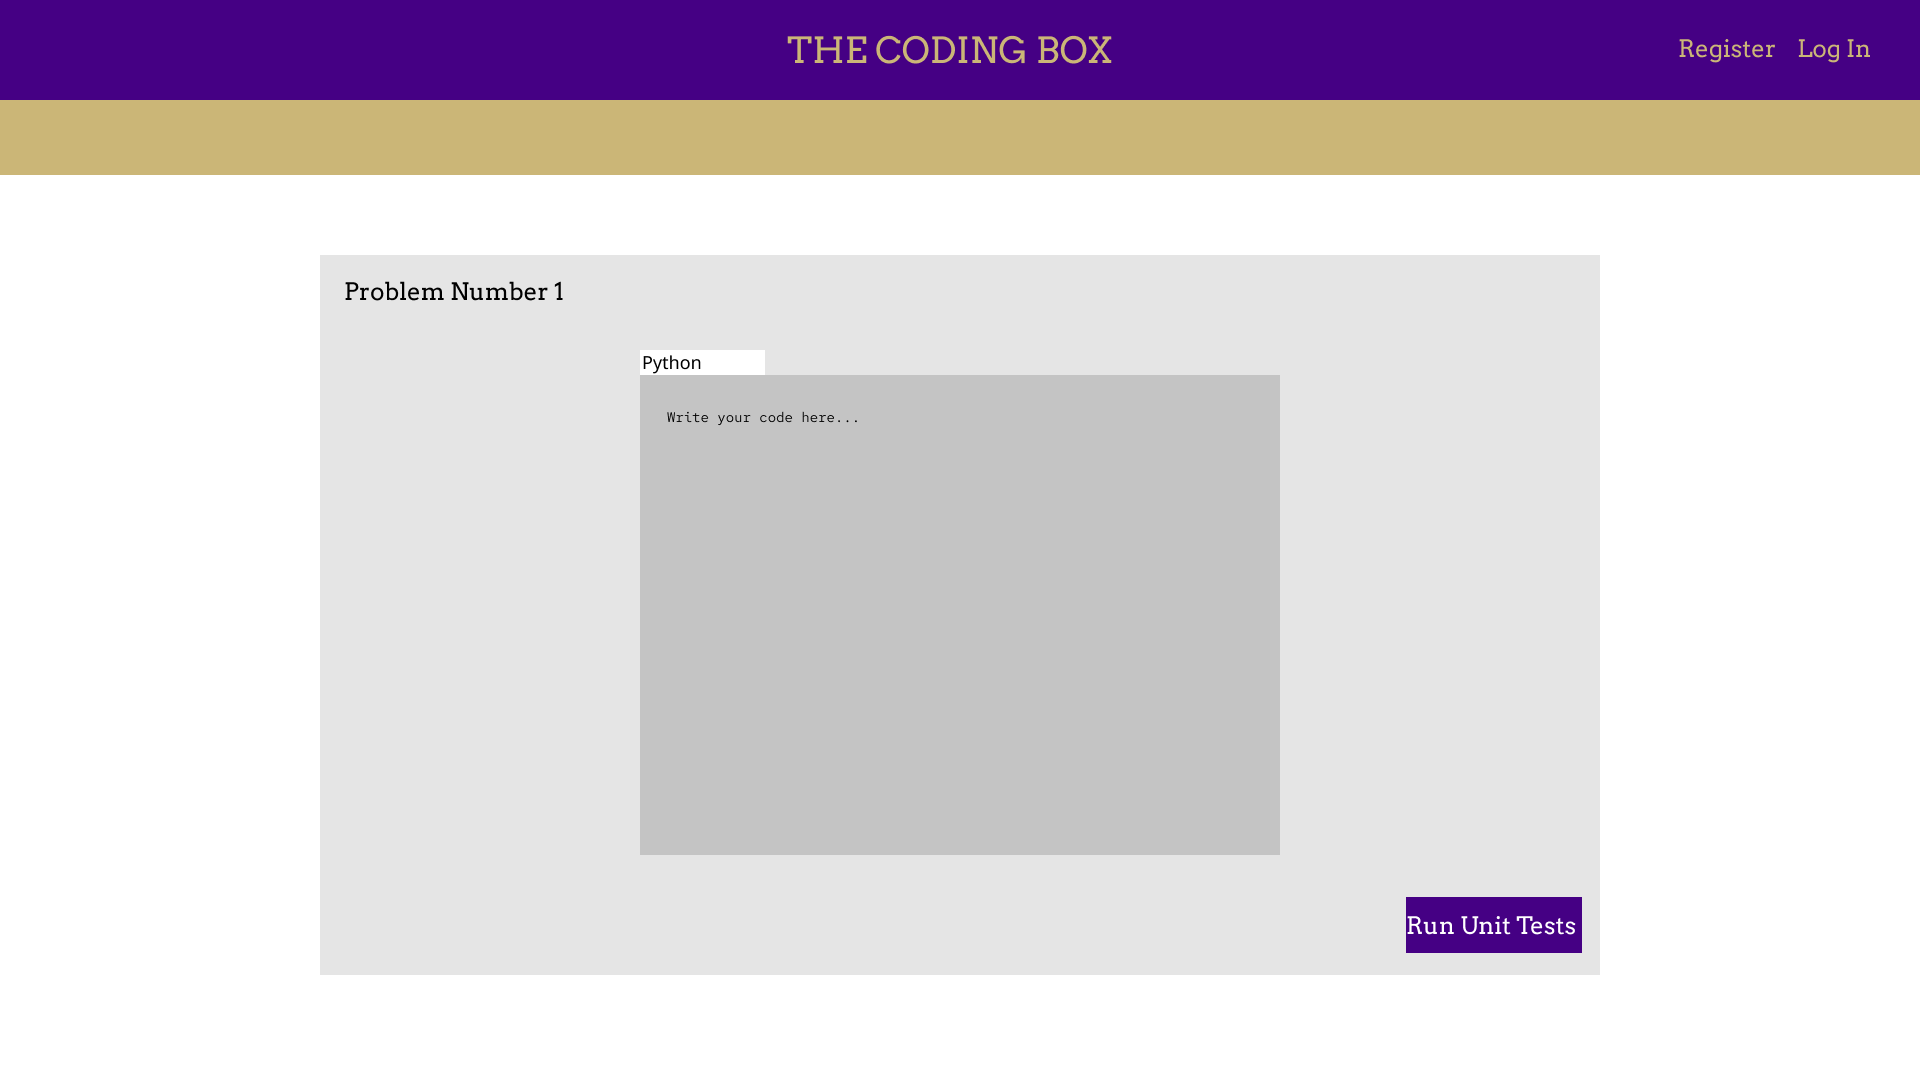 THE CODING BOX
Register Log In
Problem Number 1
Python
Write your code here...
Run Unit Tests